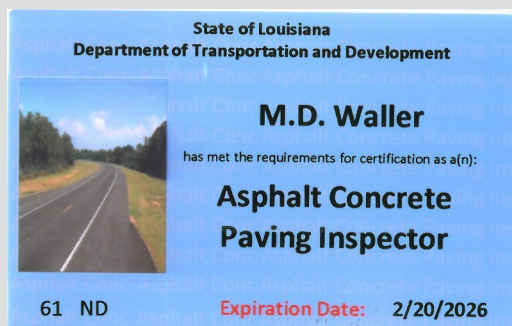 State of Louisiana
Department of Transportation and Development
M.D. Waller
has met the requirements for certification as a(n):
Asphalt Concrete
Paving Inspector
61 ND
Expiration Date: 2/20/2026